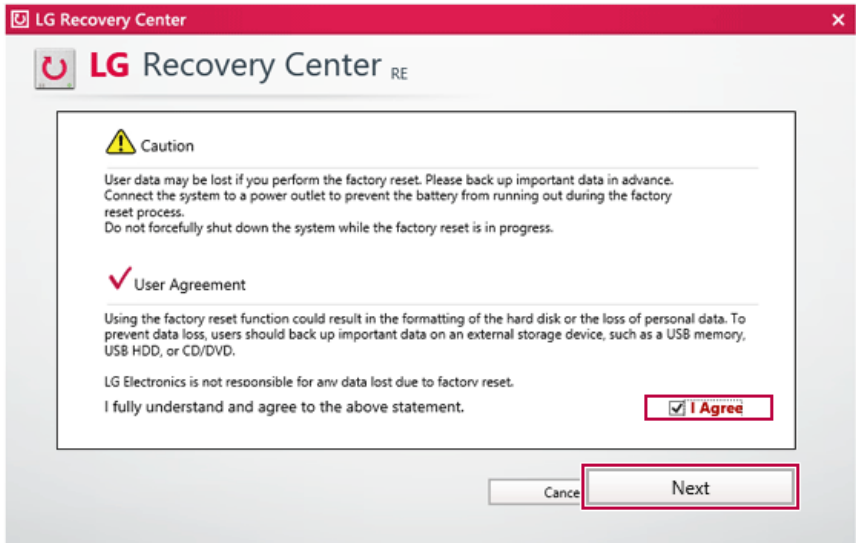 LG Recovery Center
LG Recovery Center RE
Caution
User data may be lost if you perform the factory reset. Please back up important data in advance.
Connect the system to a power outlet to prevent the battery from running out during the factory
reset process.
Do not forcefully shut down the system while the factory reset is in progress.
User Agreement
Using the factory reset function could result in the formatting of the hard disk or the loss of personal data. To
prevent data loss, users should back up important data on an external storage device, such as a USB memory,
USB HDD, or CD/DVD.
LG Electronics is not responsible for any data lost due to factory reset.
I fully understand and agree to the above statement. I Agree
Cance Next